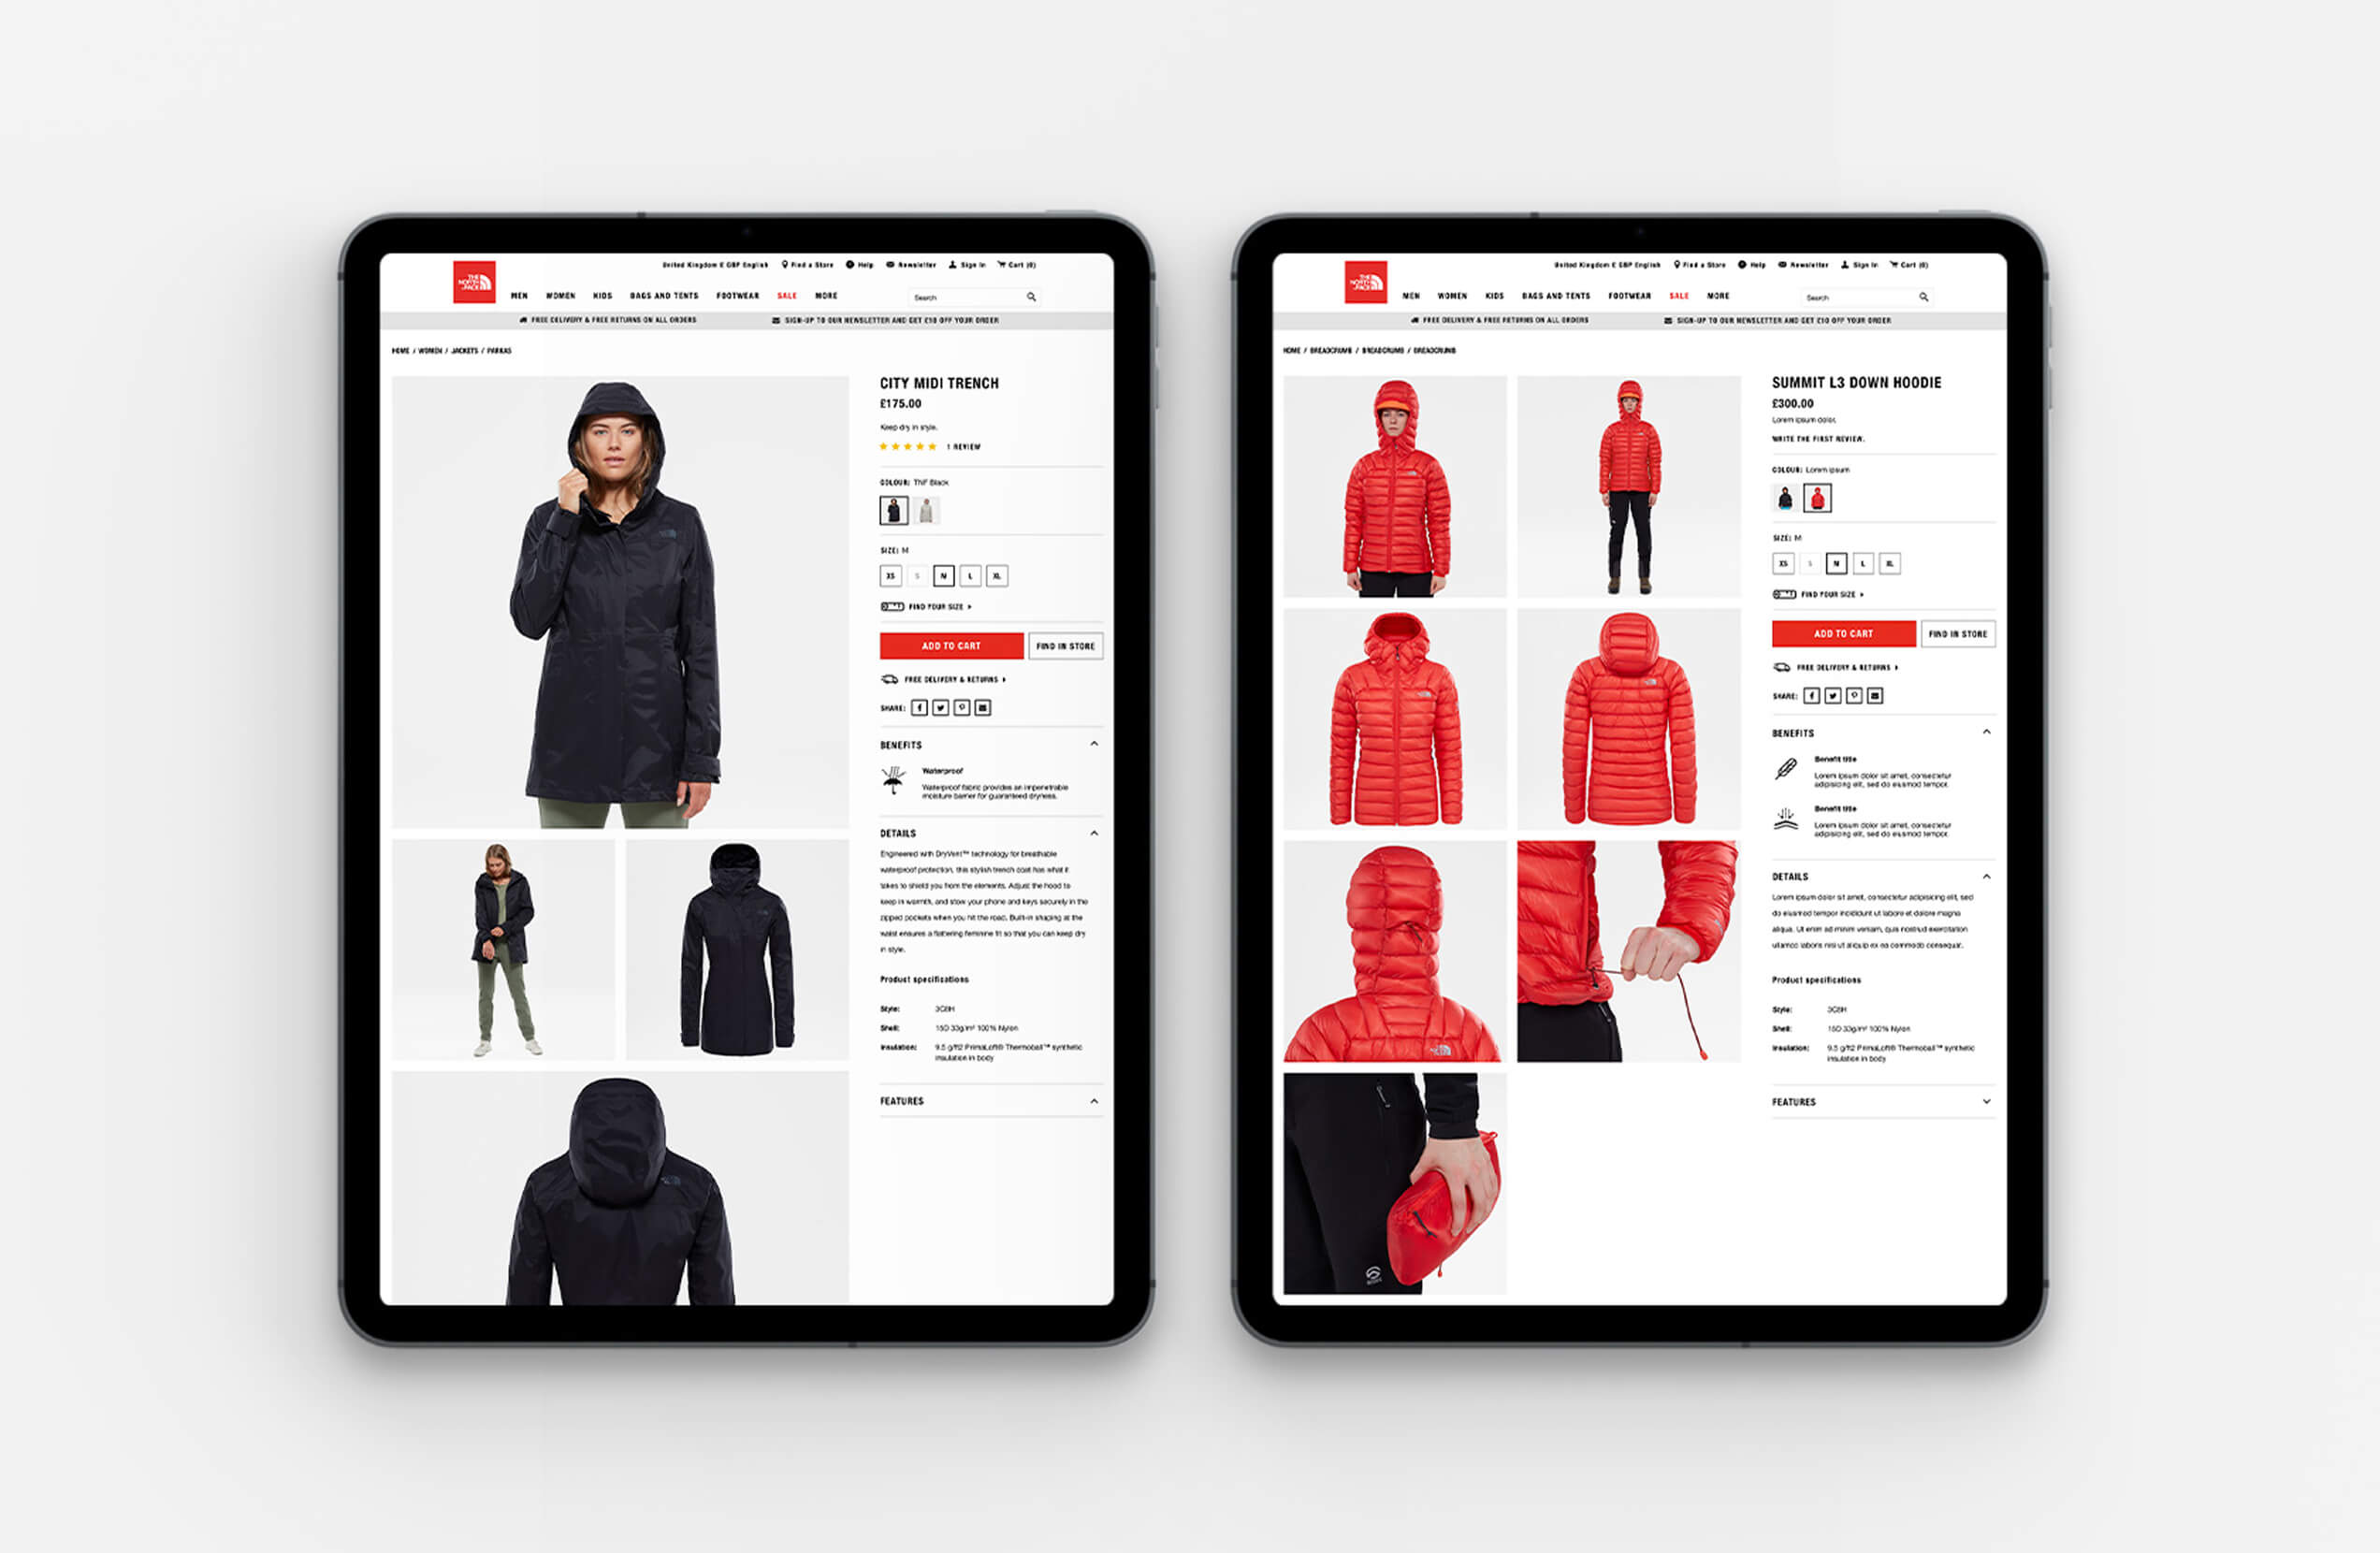 United Kingdom £ GBP English Find a Store Help Newsletter Sign In Cart (0)
THE
NORTH
FACE
MEN WOMEN KIDS BAGS AND TENTS FOOTWEAR SALE MORE Search
FREE DELIVERY & FREE RETURNS ON ALL ORDERS SIGN-UP TO OUR NEWSLETTER AND GET £10 OFF YOUR ORDER
HOME / WOMEN / JACKETS / PARKAS
CITY MIDI TRENCH
£175.00
Keep dry in style.
1 REVIEW
COLOUR: TNF Black
SIZE: M
XS S M L XL
FIND YOUR SIZE
ADD TO CART FIND IN STORE
FREE DELIVERY & RETURNS
SHARE:
BENEFITS
Waterproof
Waterproof fabric provides an impenetrable
moisture barrier for guaranteed dryness.
DETAILS
Engineered with DryVent™ technology for breathable
waterproof protection, this stylish trench coat has what it
takes to shield you from the elements. Adjust the hood to
keep in warmth, and stow your phone and keys securely in the
zipped pockets when you hit the road. Built-in shaping at the
waist ensures a flattering feminine fit so that you can keep dry
in style.
Product specifications
Style: 3C8H
Shell: 15D 33g/m² 100% Nylon
Insulation: 9.5 g/ft2 PrimaLoft® Thermoball™ synthetic
insulation in body
FEATURES
United Kingdom £ GBP English Find a Store Help Newsletter Sign In Cart (0)
THE
NORTH
FACE
MEN WOMEN KIDS BAGS AND TENTS FOOTWEAR SALE MORE Search
FREE DELIVERY & FREE RETURNS ON ALL ORDERS SIGN-UP TO OUR NEWSLETTER AND GET £10 OFF YOUR ORDER
HOME / BREADCRUMB / BREADCRUMB / BREADCRUMB
SUMMIT L3 DOWN HOODIE
£300.00
Lorem ipsum dolor.
WRITE THE FIRST REVIEW.
COLOUR: Lorem ipsum
SIZE: M
XS S M L XL
FIND YOUR SIZE
ADD TO CART FIND IN STORE
FREE DELIVERY & RETURNS
SHARE:
BENEFITS
Benefit title
Lorem ipsum dolor sit amet, consectetur
adipisicing elit, sed do eiusmod tempor.
Benefit title
Lorem ipsum dolor sit amet, consectetur
adipisicing elit, sed do eiusmod tempor.
DETAILS
Lorem ipsum dolor sit amet, consectetur adipisicing elit, sed
do eiusmod tempor incididunt ut labore et dolore magna
aliqua. Ut enim ad minim veniam, quis nostrud exercitation
ullamco laboris nisi ut aliquip ex ea commodo consequat.
Product specifications
Style: 3C8H
Shell: 15D 33g/m² 100% Nylon
Insulation: 9.5 g/ft2 PrimaLoft® Thermoball™ synthetic
insulation in body
FEATURES